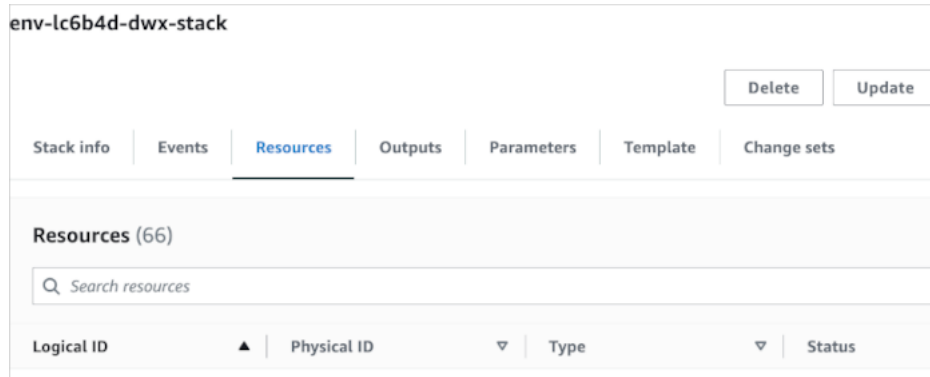 env-lc6b4d-dwx-stack
Delete Update
Stack info Events Resources Outputs Parameters Template Change sets
Resources (66)
Search resources
Logical ID Physical ID Type Status